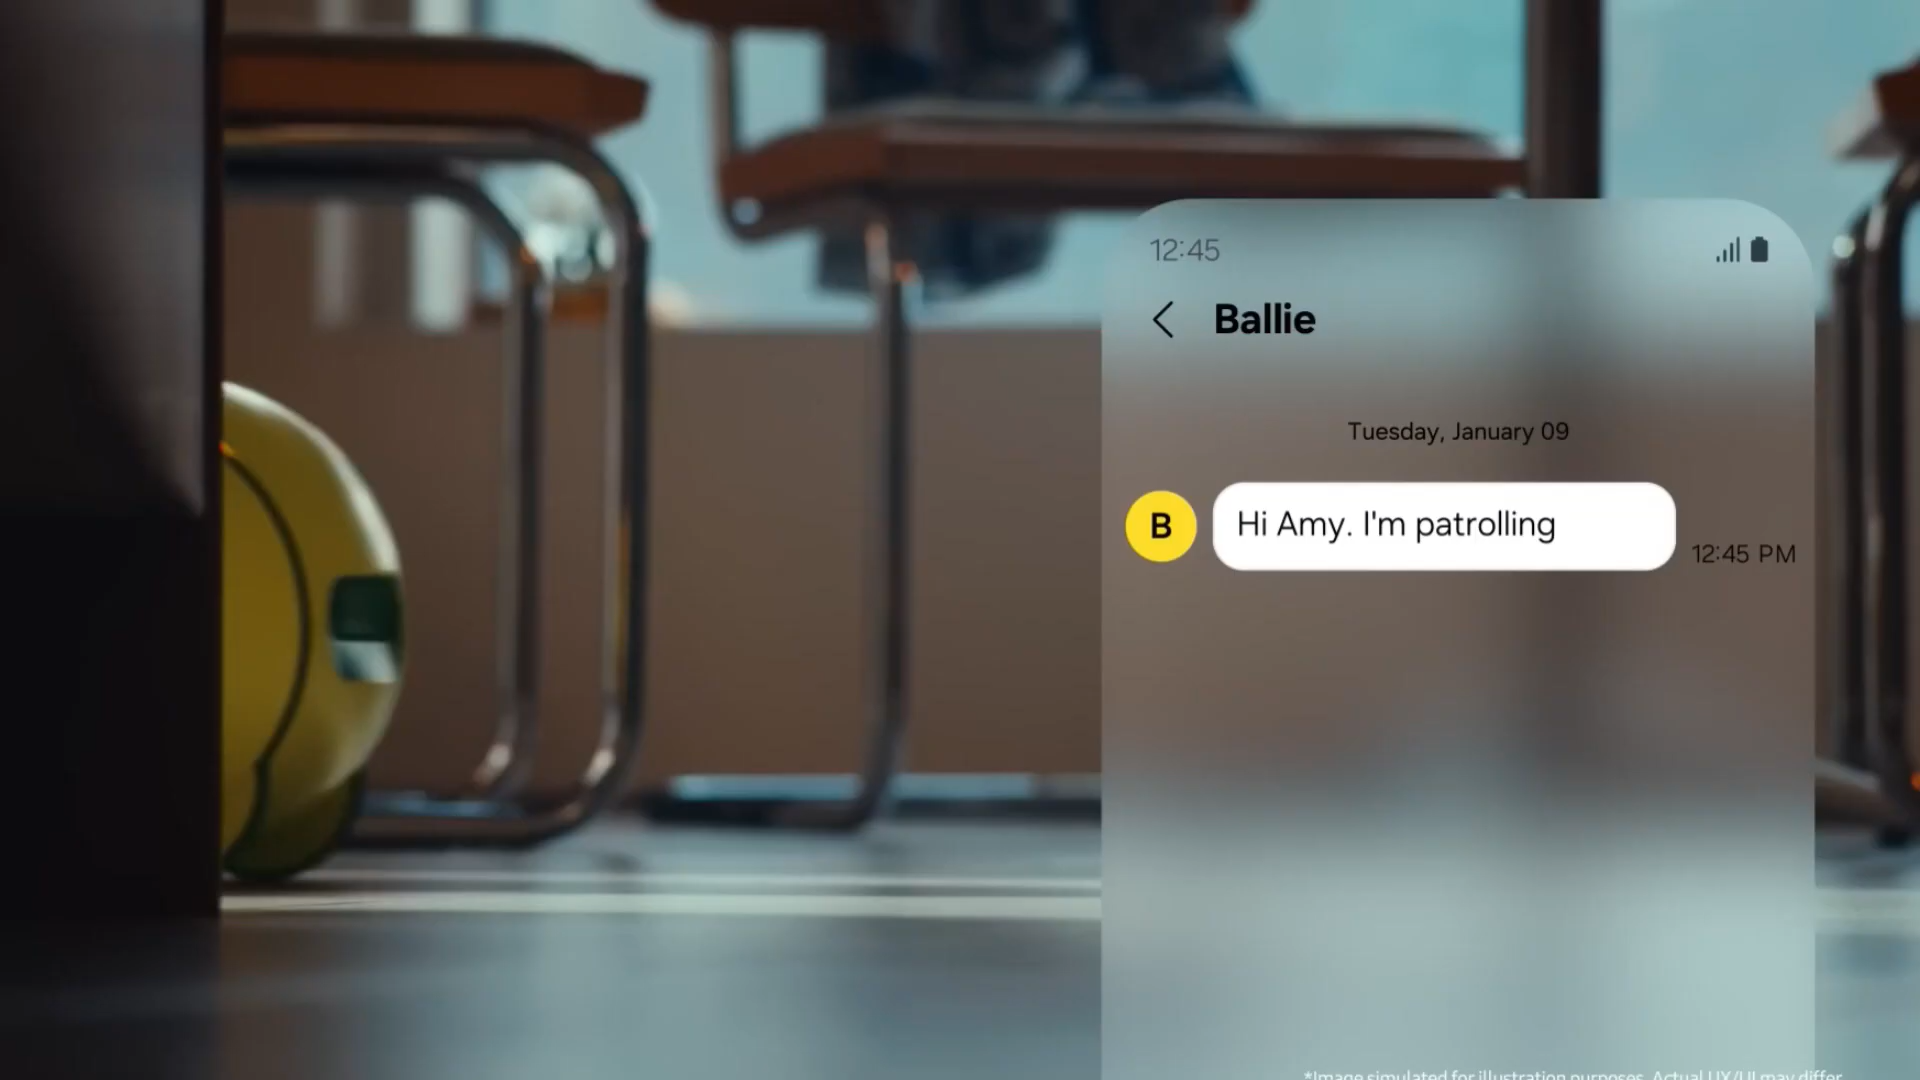 12:45
Ballie
Tuesday, January 09
B
Hi Amy. I'm patrolling
12:45 PM
*Image simulated for illustration purposes. Actual UX/UI may differ.